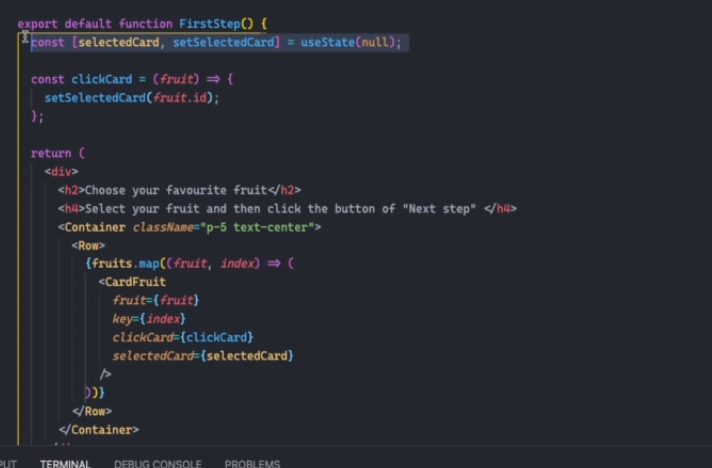 export default function FirstStep() {
const [selectedCard, setSelectedCard] = useState(null);
const clickCard = (fruit) ⇒ {
setSelectedCard(fruit.id);
};
return (
<div>
<h2>Choose your favourite fruit</h2>
<h4>Select your fruit and then click the button of "Next step" </h4>
<Container className="p-5 text-center">
<Row>
{fruits.map((fruit, index) ⇒ (
<CardFruit
fruit={fruit}
key={index}
clickCard={clickCard}
selectedCard={selectedCard}
/>
))}
</Row>
</Container>
PUT TERMINAL DEBUG CONSOLE PROBLEMS